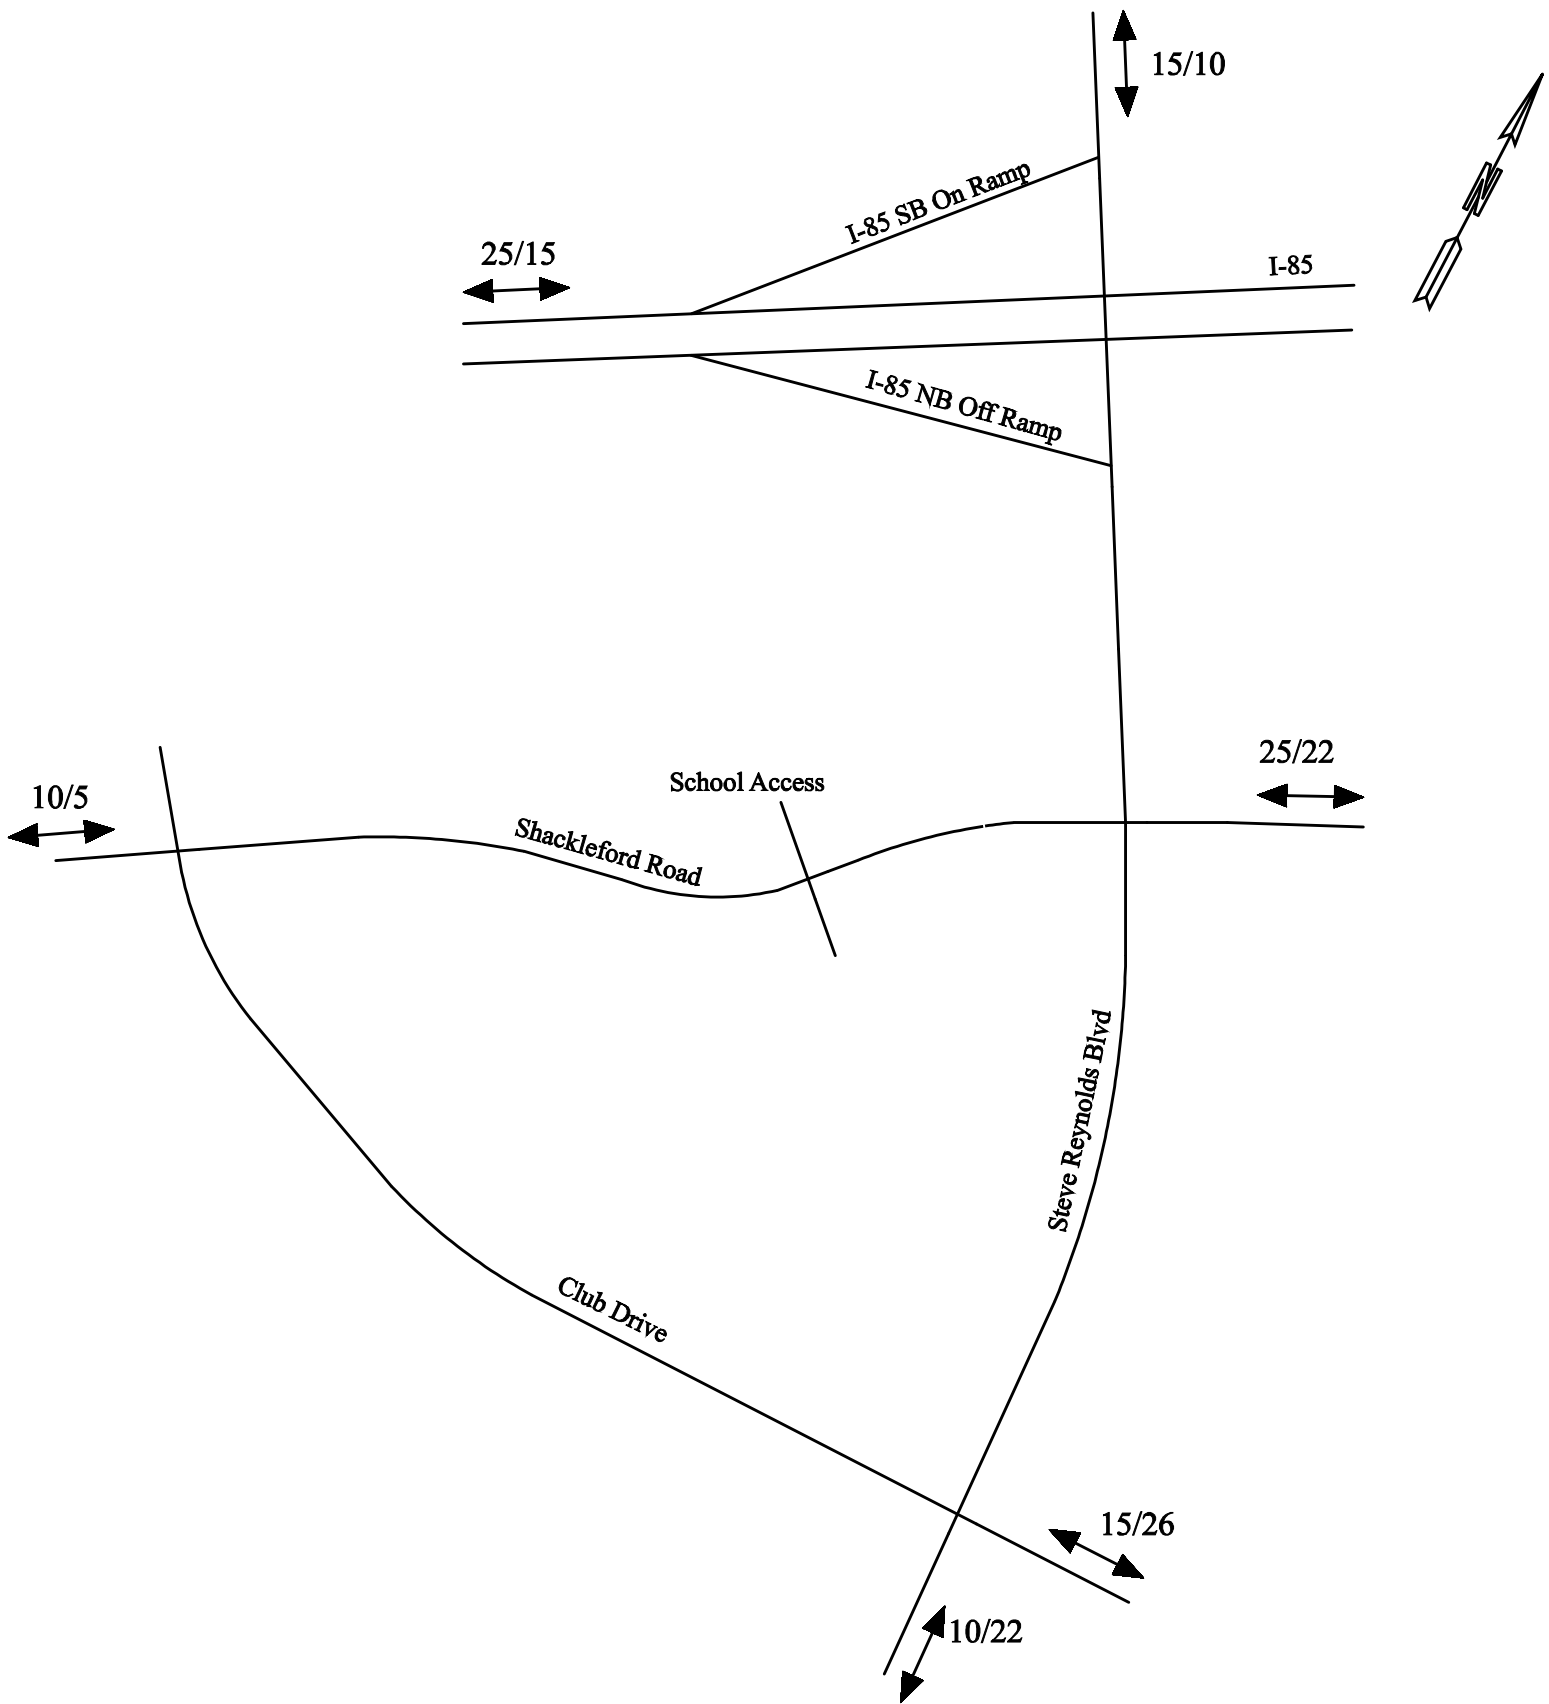 15/10
I-85 SB On Ramp
N
25/15
I-85
I-85 NB Off Ramp
25/22
School Access
10/5
Shackleford Road
Steve Reynolds Blvd
Club Drive
15/26
10/22